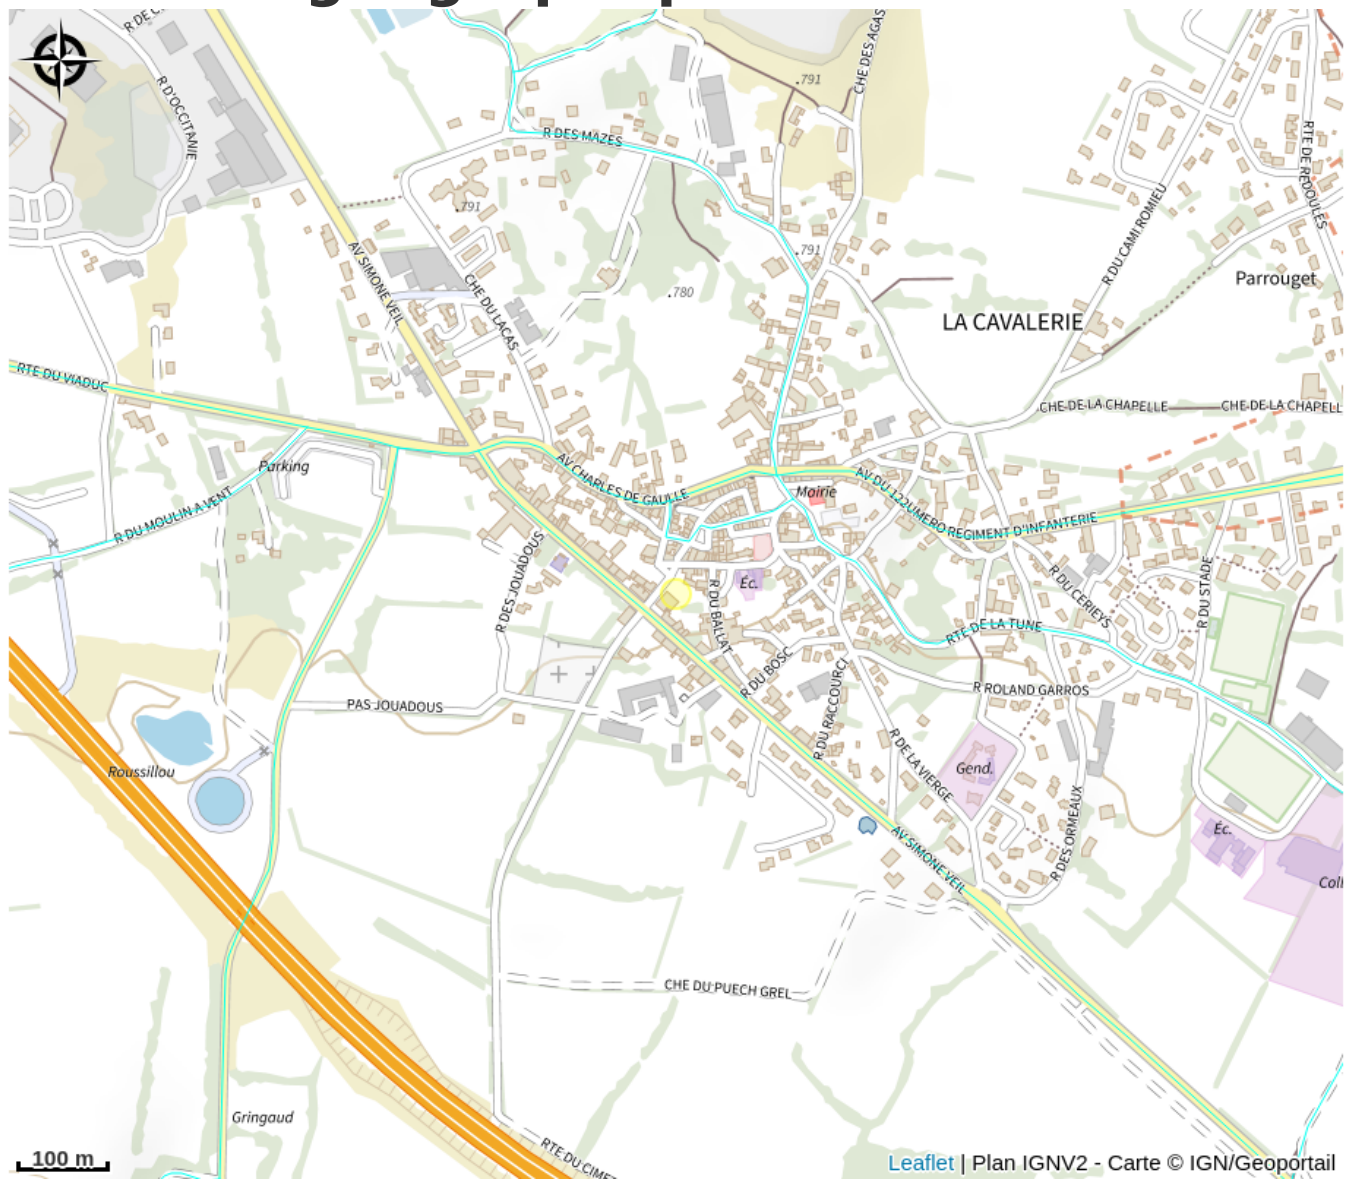 R DE C
R D'OCCITANIE
CHE DES AGAS
.791
R DES MAZES
RTE DE REDOULES
.791
R DU CAMI ROMIEU
AV SIMONE VEIL
.791
Parrouget
CHE DU LACAS
.780
LA CAVALERIE
RTE DU VIADUC
CHE DE LA CHAPELLE
CHE DE LA CHAPELL
Parking
AV CHARLES DE GAULLE
Mairie
AV DU 122UMERO REGIMENT D'INFANTERIE
R DU MOULIN A VENT
R DES JOUADOUS
Éc.
R DU BALLAT
R DU CERIEYS
R DU STADE
RTE DE LA TUNE
R DU BOSC
R ROLAND GARROS
PAS JOUADOUS
R DU RACCOURCI
R DE LA VIERGE
Roussillou
Gend.
R DES ORMEAUX
Éc.
AV SIMONE VEIL
Coll
CHE DU PUECH GREL
Gringaud
RTE DU CIMET
100 m
Leaflet | Plan IGNV2 - Carte © IGN/Geoportail